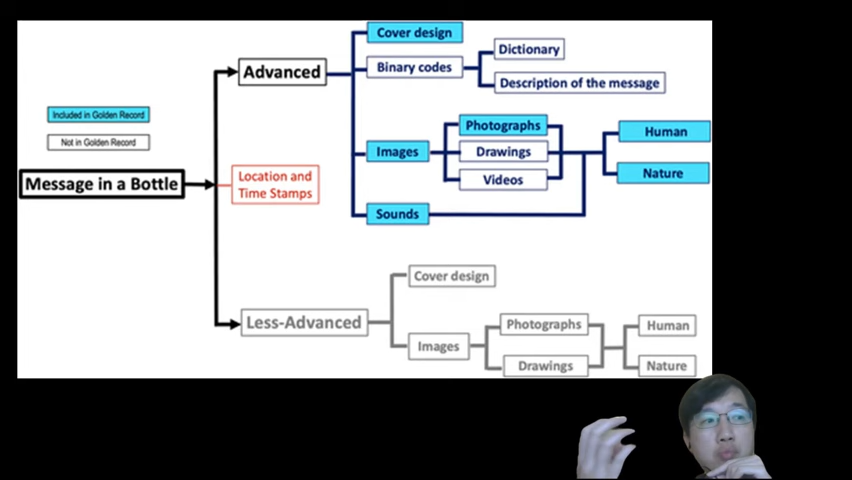 Cover design
Dictionary
Advanced
Binary codes
Description of the message
Included in Golden Record
Not in Golden Record
Photographs
Human
Images
Drawings
Nature
Videos
Message in a Bottle
Location and
Time Stamps
Sounds
Cover design
Less-Advanced
Photographs
Human
Images
Drawings
Nature